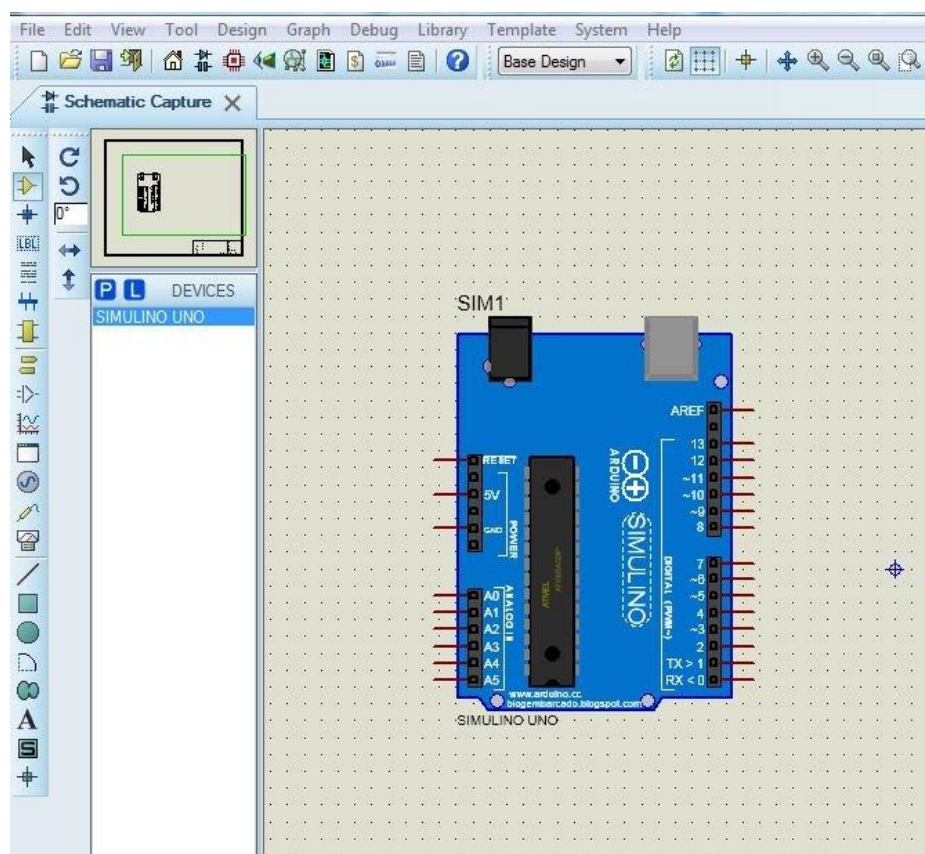 File Edit View Tool Design Graph Debug Library Template System Help
Base Design
Schematic Capture
0°
LBL
P L DEVICES
SIMULINO UNO
A
S
SIM1
AREF
13
12
~11
~10
~9
8
RESET
5V
GND
POWER
ARDUINO
SIMULINO
7
~6
~5
4
~3
2
TX > 1
RX < 0
DIGITAL (PWM~)
A0
A1
A2
A3
A4
A5
ANALOG IN
ATMEL
www.arduino.cc
blogembarcado.blogspot.com
SIMULINO UNO